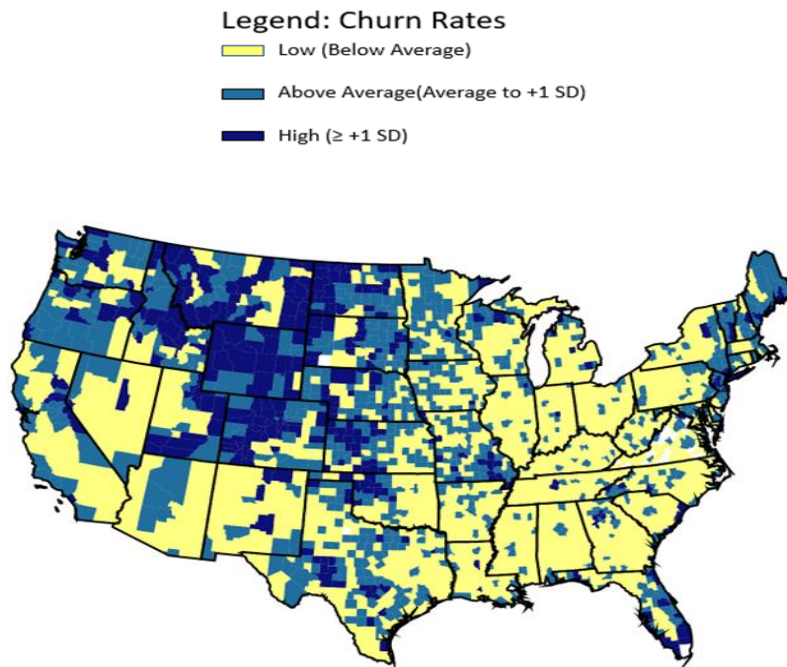 Legend: Churn Rates
Low (Below Average)
Above Average(Average to +1 SD)
High (≥ +1 SD)